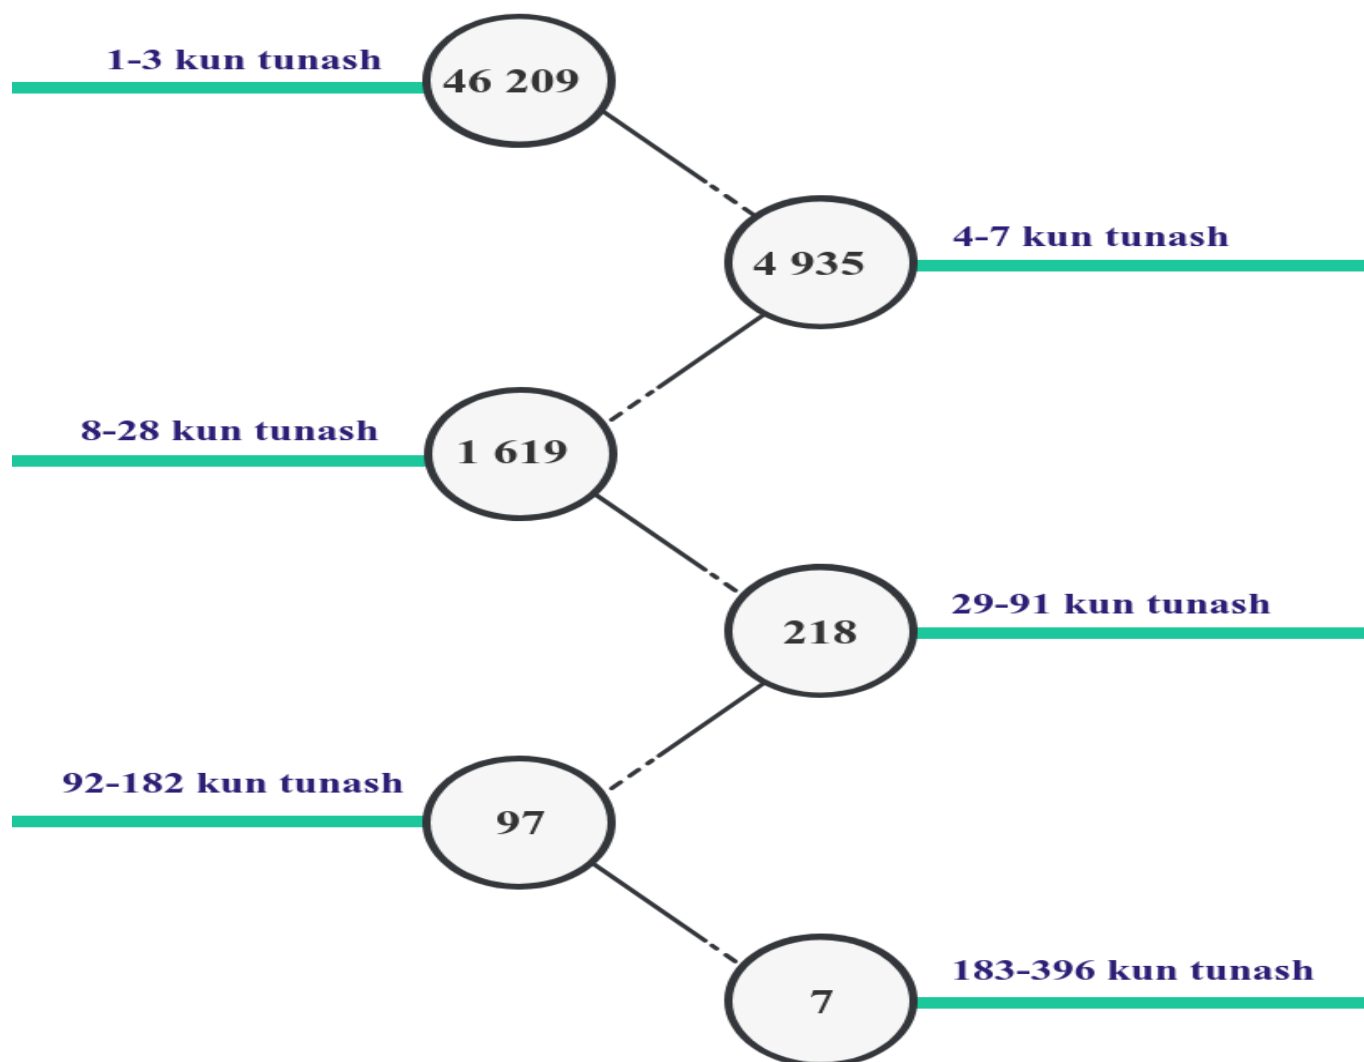 1-3 kun tunash
46 209
4-7 kun tunash
4 935
8-28 kun tunash
1 619
29-91 kun tunash
218
92-182 kun tunash
97
183-396 kun tunash
7